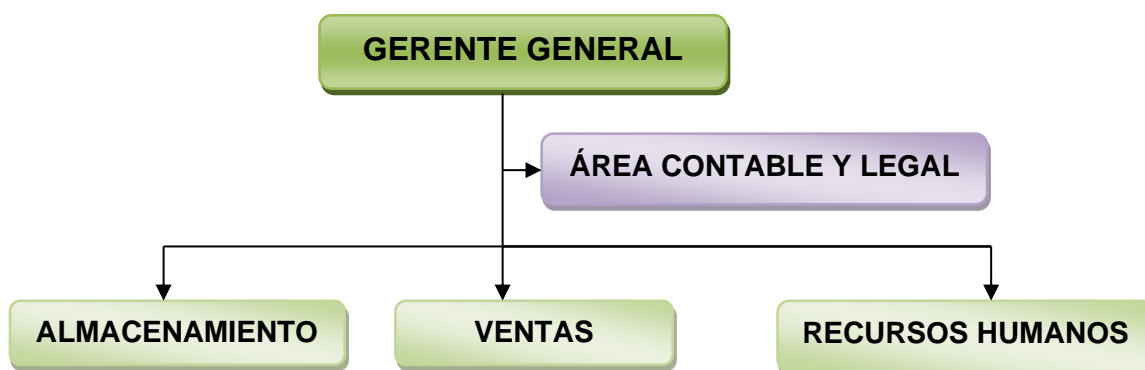 GERENTE GENERAL
ÁREA CONTABLE Y LEGAL
ALMACENAMIENTO
VENTAS
RECURSOS HUMANOS